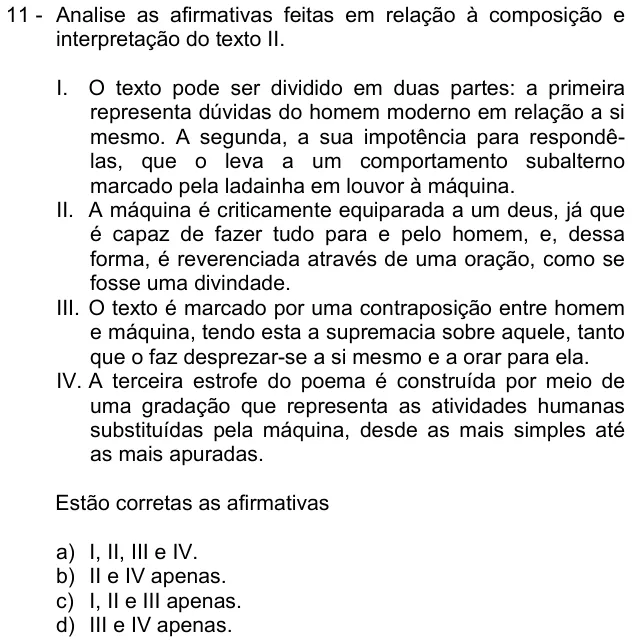 11 - Analise as afirmativas feitas em relação à composição e
interpretação do texto II.
I. O texto pode ser dividido em duas partes: a primeira
representa dúvidas do homem moderno em relação a si
mesmo. A segunda, a sua impotência para respondê-
las, que o leva a um comportamento subalterno
marcado pela ladainha em louvor à máquina.
II. A máquina é criticamente equiparada a um deus, já que
é capaz de fazer tudo para e pelo homem, e, dessa
forma, é reverenciada através de uma oração, como se
fosse uma divindade.
III. O texto é marcado por uma contraposição entre homem
e máquina, tendo esta a supremacia sobre aquele, tanto
que o faz desprezar-se a si mesmo e a orar para ela.
IV. A terceira estrofe do poema é construída por meio de
uma gradação que representa as atividades humanas
substituídas pela máquina, desde as mais simples até
as mais apuradas.
Estão corretas as afirmativas
a) I, II, III e IV.
b) II e IV apenas.
c) I, II e III apenas.
d) III e IV apenas.